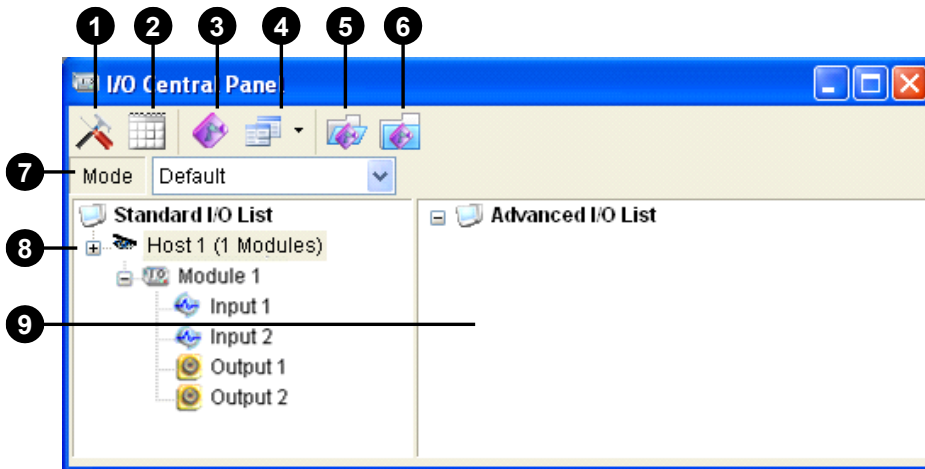 1 2 3 4 5 6
I/O Central Panel
7 Mode Default
Standard I/O List
Advanced I/O List
8 Host 1 (1 Modules)
Module 1
Input 1
9
Input 2
Output 1
Output 2